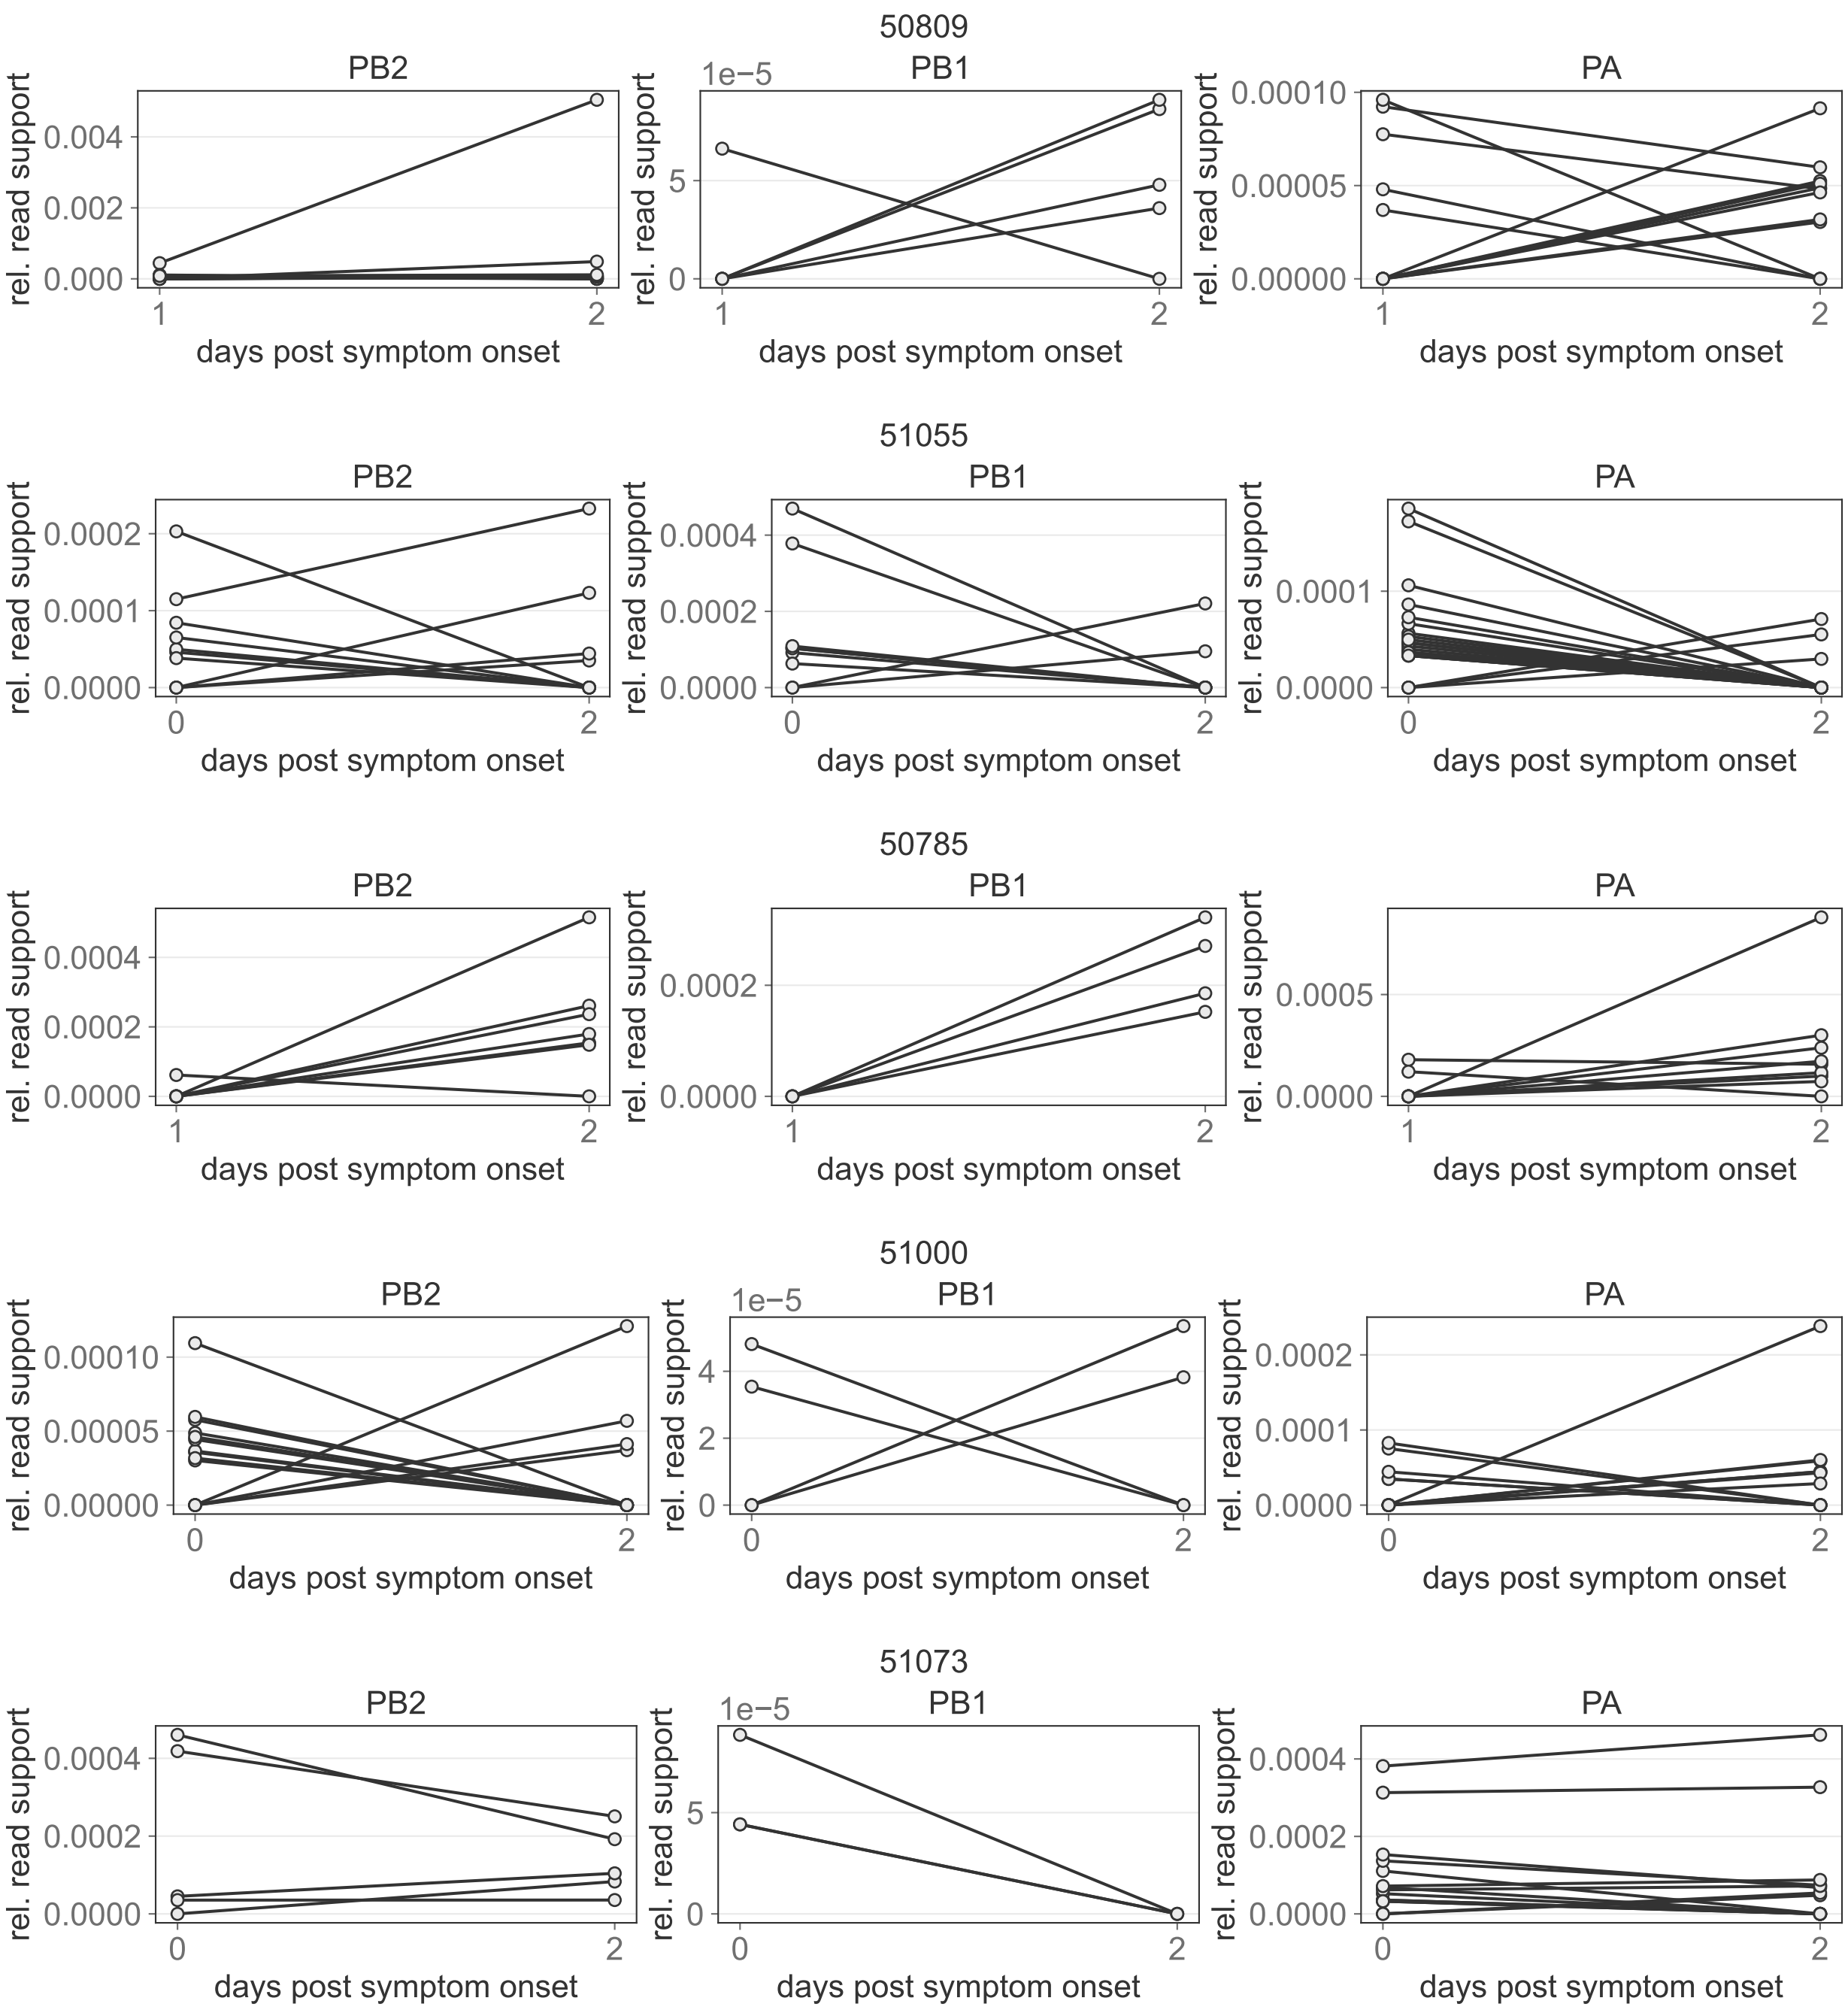 50809
PB2 PB1 PA
1e−5
rel. read support rel. read support rel. read support
0.004 5 0.00010
0.002 0 0.00005
0.000 0.00000
1 2 1 2 1 2
days post symptom onset days post symptom onset days post symptom onset
51055
PB2 PB1 PA
rel. read support rel. read support rel. read support
0.0002 0.0004 0.0001
0.0001 0.0002 0.0000
0.0000 0.0000
0 2 0 2 0 2
days post symptom onset days post symptom onset days post symptom onset
50785
PB2 PB1 PA
rel. read support rel. read support rel. read support
0.0004 0.0002 0.0005
0.0002 0.0000 0.0000
0.0000
1 2 1 2 1 2
days post symptom onset days post symptom onset days post symptom onset
51000
PB2 PB1 PA
1e−5
rel. read support rel. read support rel. read support
0.00010 4 0.0002
0.00005 2 0.0001
0.00000 0 0.0000
0 2 0 2 0 2
days post symptom onset days post symptom onset days post symptom onset
51073
PB2 PB1 PA
1e−5
rel. read support rel. read support rel. read support
0.0004 5 0.0004
0.0002 0 0.0002
0.0000 0.0000
0 2 0 2 0 2
days post symptom onset days post symptom onset days post symptom onset